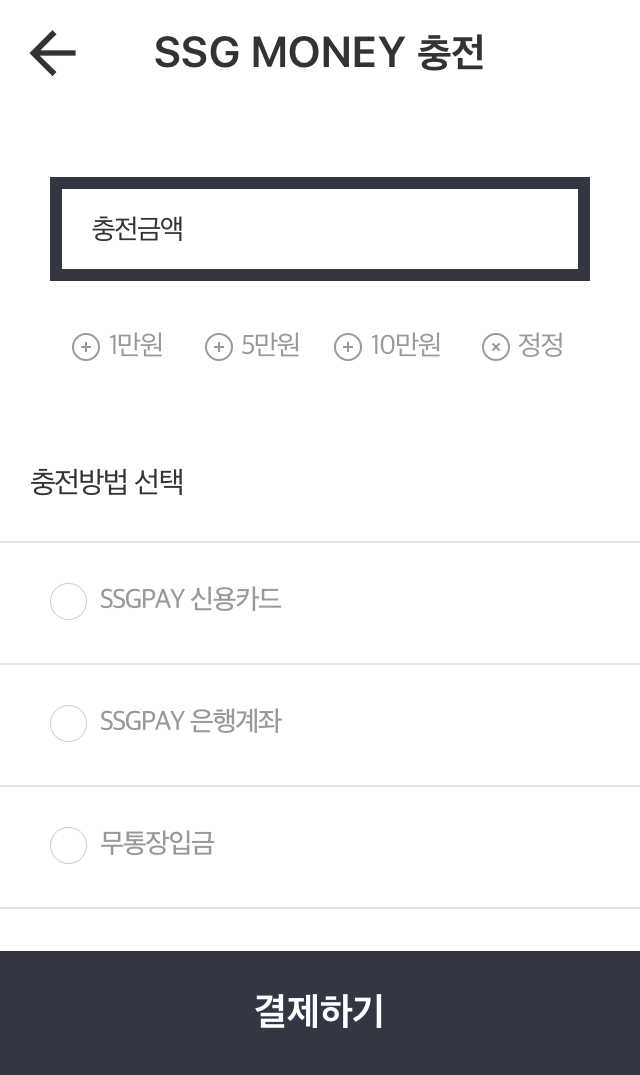 SSG MONEY 충전
충전금액
1만원 5만원 10만원 정정
충전방법 선택
SSGPAY 신용카드
SSGPAY 은행계좌
무통장입금
결제하기